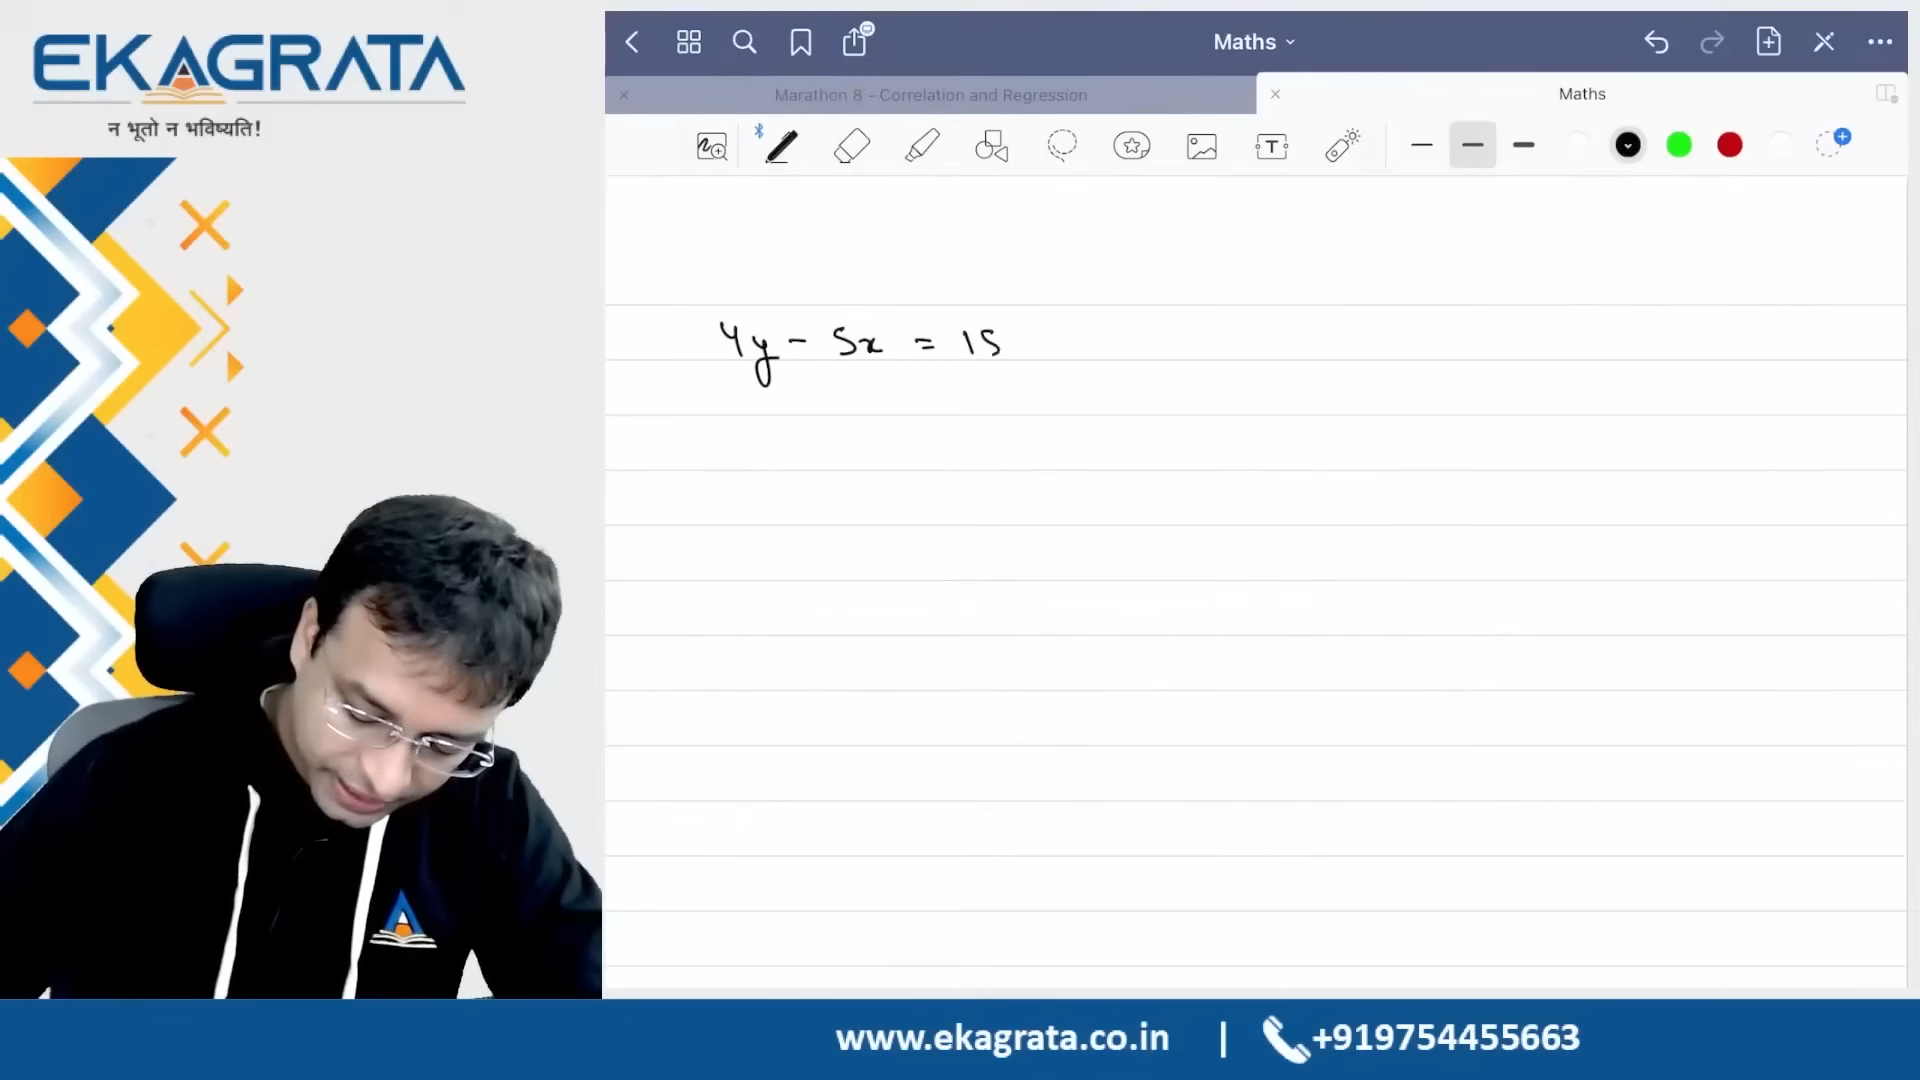 EKAGRATA
न भूतो न भविष्यति!
Maths
Marathon 8 - Correlation and Regression
Maths
T
4y - 5x = 15
www.ekagrata.co.in | +919754455663